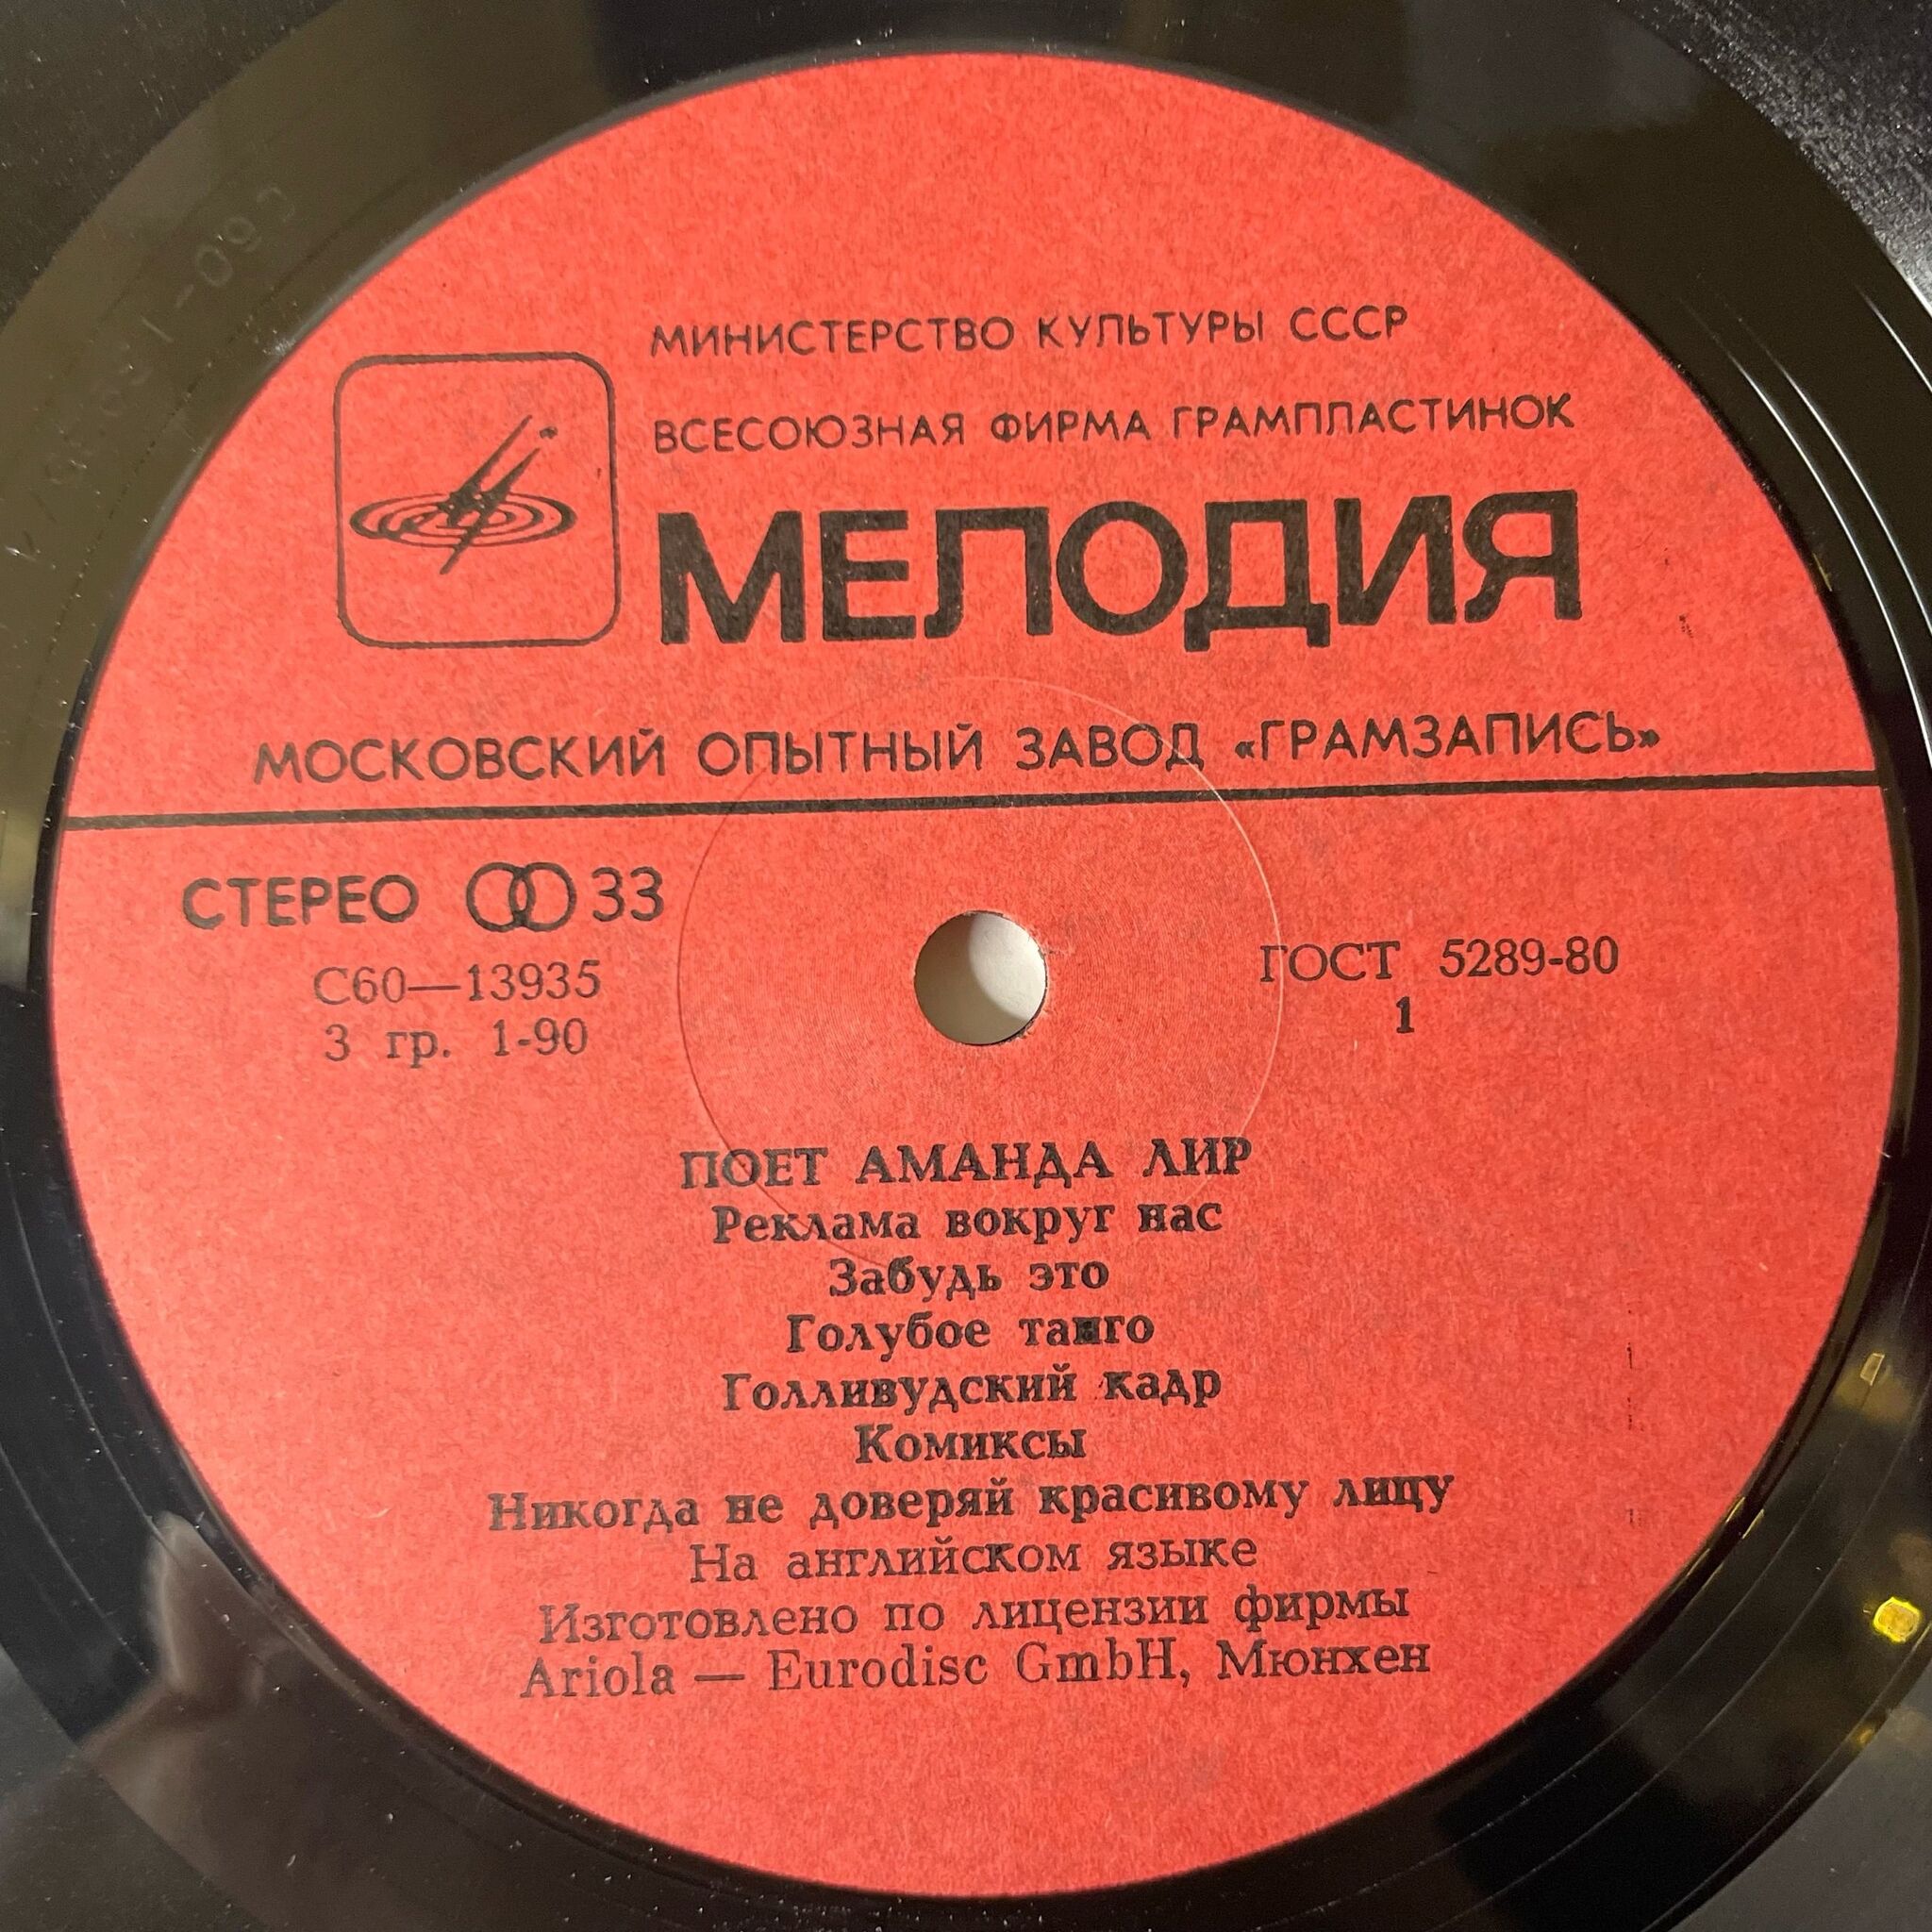 МИНИСТЕРСТВО КУЛЬТУРЫ СССР
ВСЕСОЮЗНАЯ ФИРМА ГРАМПЛАСТИНОК
МЕЛОДИЯ
МОСКОВСКИЙ ОПЫТНЫЙ ЗАВОД «ГРАМЗАПИСЬ»
СТЕРЕО 33
С60—13935
3 гр. 1-90
ГОСТ 5289-80
1
ПОЕТ АМАНДА ЛИР
Реклама вокруг нас
Забудь это
Голубое танго
Голливудский кадр
Комиксы
Никогда не доверяй красивому лицу
На английском языке
Изготовлено по лицензии фирмы
Ariola — Eurodisc GmbH, Мюнхен